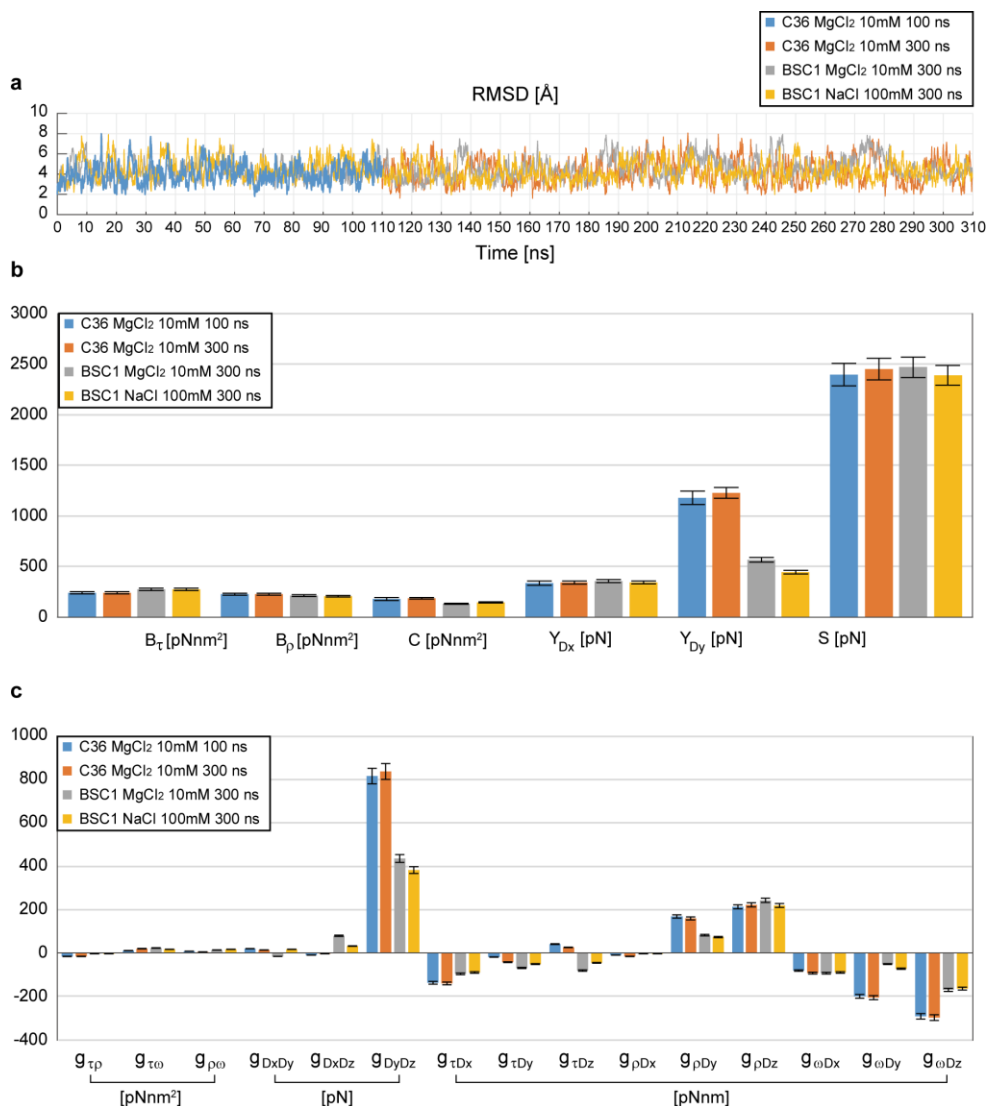 C36 MgCl₂ 10mM 100 ns
C36 MgCl₂ 10mM 300 ns
BSC1 MgCl₂ 10mM 300 ns
BSC1 NaCl 100mM 300 ns
a
RMSD [Å]
10
8
6
4
2
0
0 10 20 30 40 50 60 70 80 90 100 110 120 130 140 150 160 170 180 190 200 210 220 230 240 250 260 270 280 290 300 310
Time [ns]
b
3000
2500
2000
1500
1000
500
0
C36 MgCl₂ 10mM 100 ns
C36 MgCl₂ 10mM 300 ns
BSC1 MgCl₂ 10mM 300 ns
BSC1 NaCl 100mM 300 ns
Bτ [pNnm²] Bρ [pNnm²] C [pNnm²] Y_Dx [pN] Y_Dy [pN] S [pN]
c
1000
800
600
400
200
0
-200
-400
C36 MgCl₂ 10mM 100 ns
C36 MgCl₂ 10mM 300 ns
BSC1 MgCl₂ 10mM 300 ns
BSC1 NaCl 100mM 300 ns
gτρ gτω gρω gDxDy gDxDz gDyDz gτDx gτDy gτDz gρDx gρDy gρDz gωDx gωDy gωDz
[pNnm²] [pN] [pNnm]